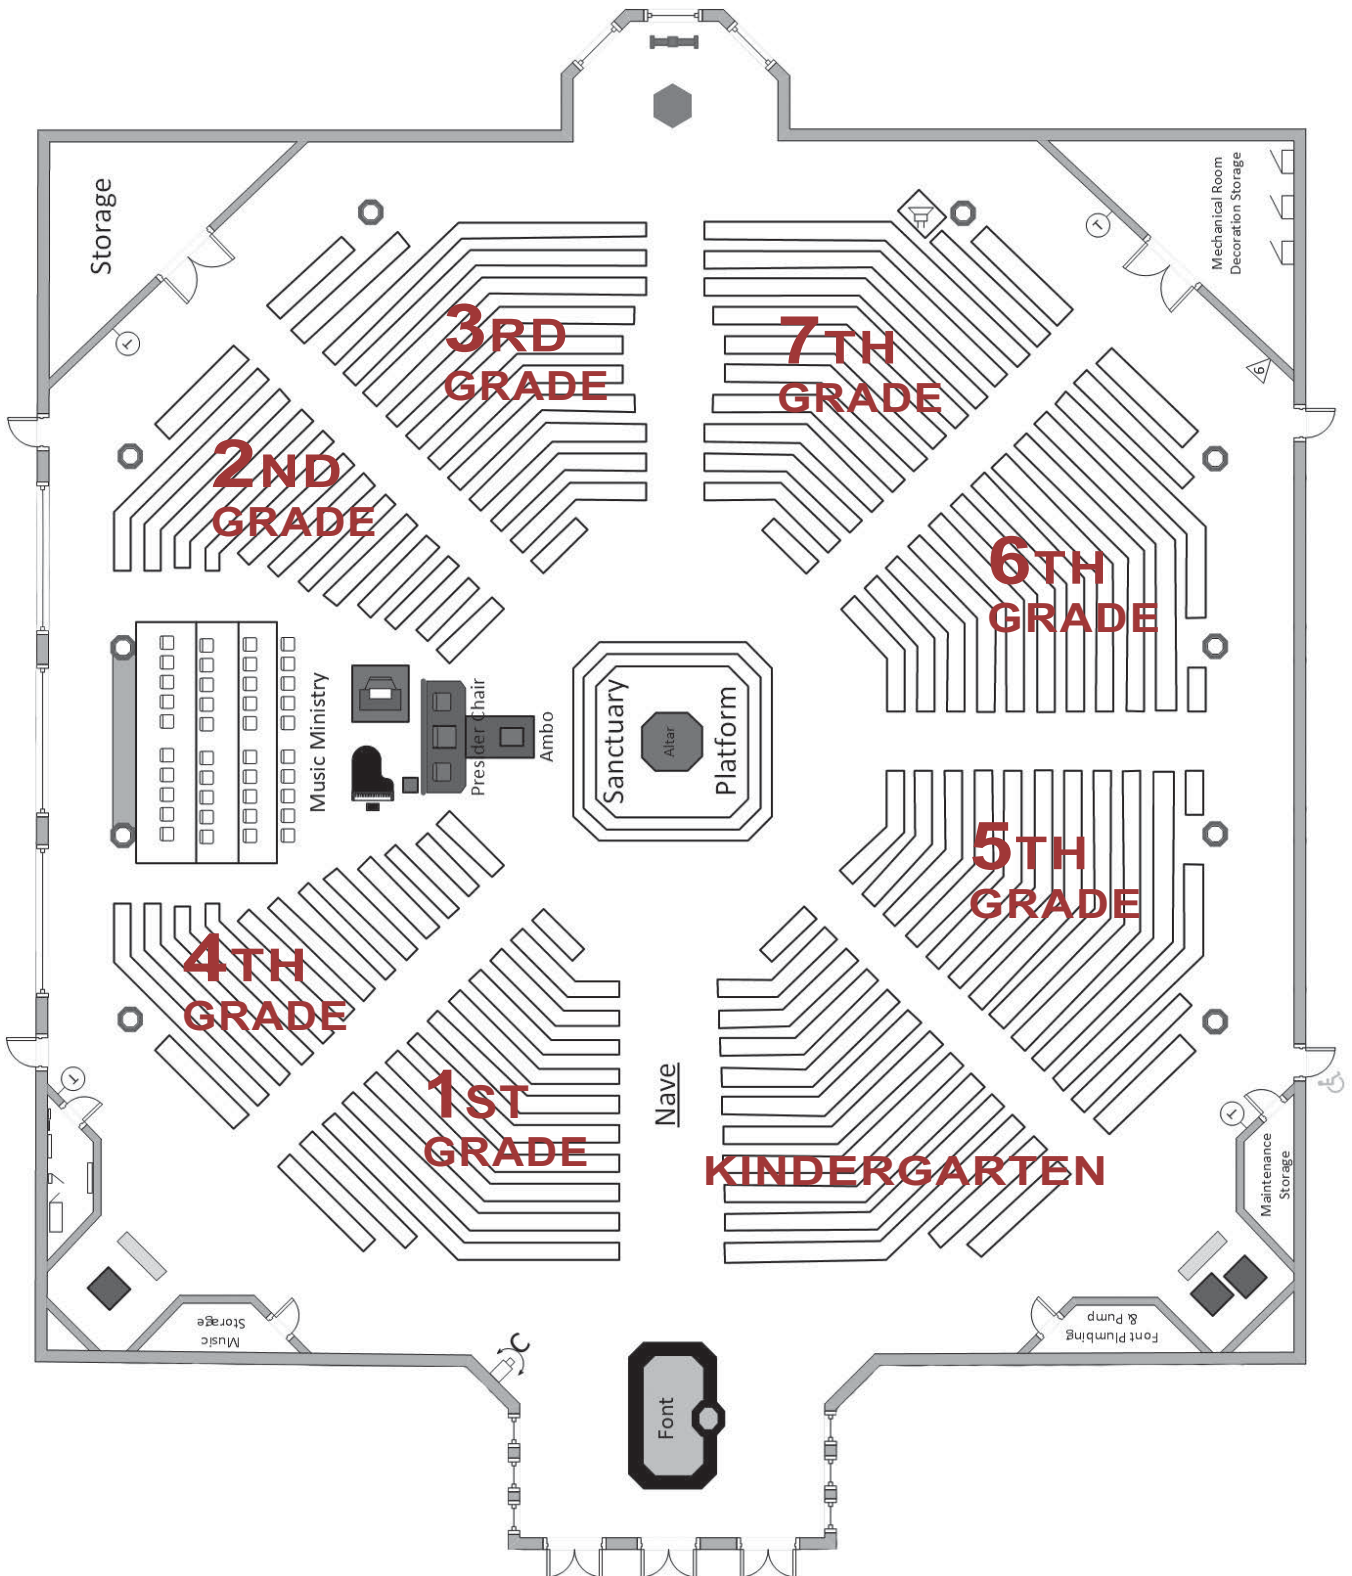 Storage
Mechanical Room
Decoration Storage
T
T
T
6
3RD
GRADE
7TH
GRADE
2ND
GRADE
6TH
GRADE
Music Ministry
Presider Chair
Ambo
Sanctuary
Altar
Platform
5TH
GRADE
4TH
GRADE
1ST
GRADE
Nave
KINDERGARTEN
T
T
Maintenance
Storage
Music
Storage
Font Plumbing
& Pump
C
Font